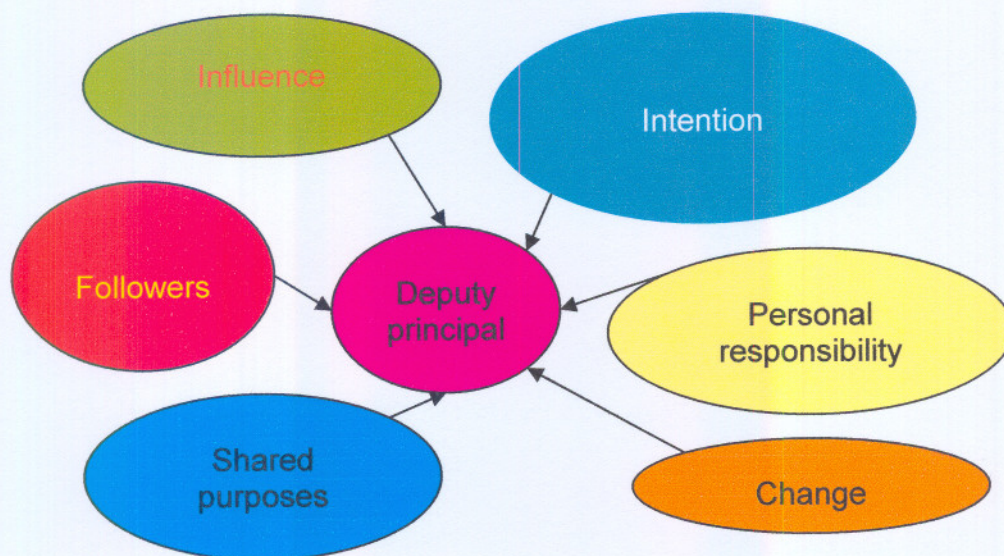 Influence
Intention
Followers
Deputy
principal
Personal
responsibility
Shared
purposes
Change